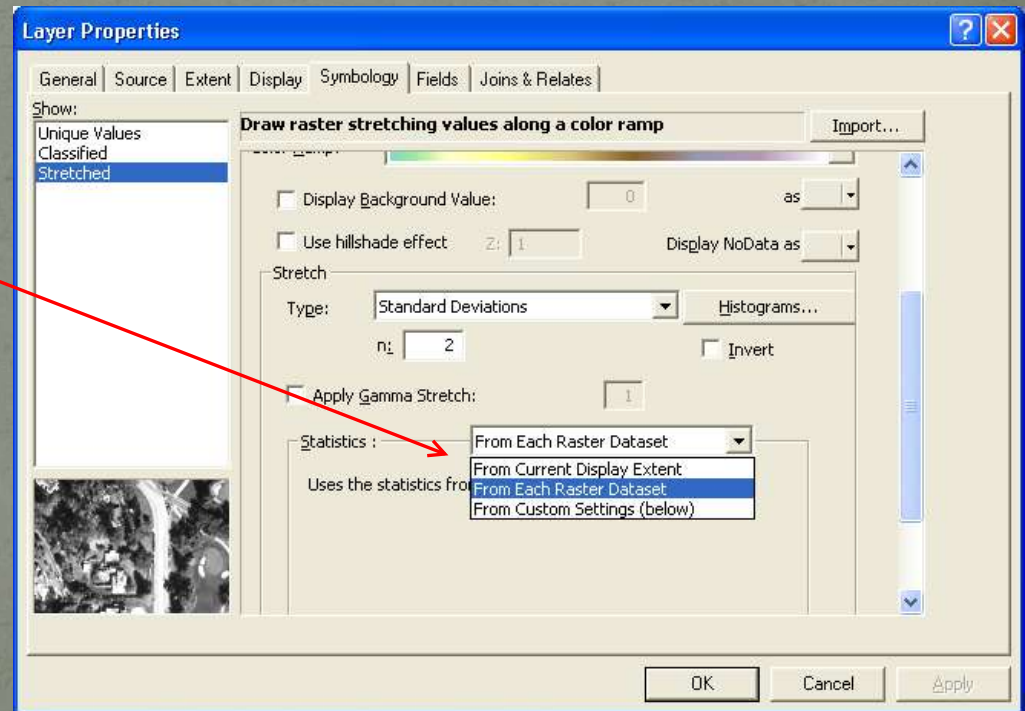 Layer Properties
General Source Extent Display Symbology Fields Joins & Relates
Show:
Unique Values
Classified
Stretched
Draw raster stretching values along a color ramp
Import...
Display Background Value: 0 as
Use hillshade effect Z: 1 Display NoData as
Stretch
Type: Standard Deviations Histograms...
n: 2 Invert
Apply Gamma Stretch: 1
Statistics : From Each Raster Dataset
From Current Display Extent
Uses the statistics From Each Raster Dataset
From Custom Settings (below)
OK Cancel Apply